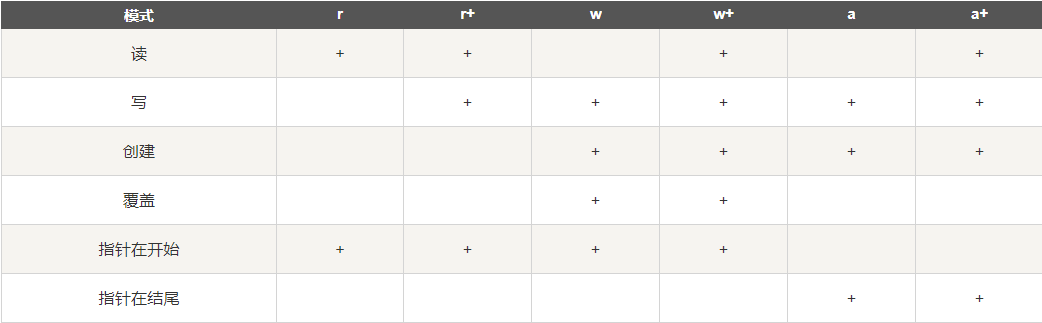 模式 r r+ w w+ a a+
读 + + + +
写 + + + + +
创建 + + + +
覆盖 + +
指针在开始 + + + +
指针在结尾 + +